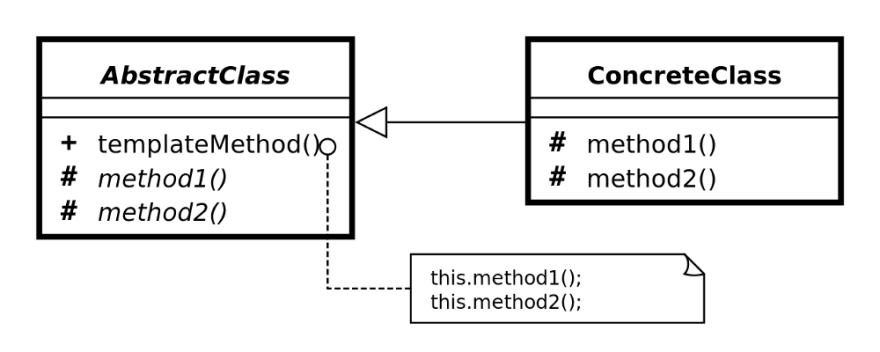 AbstractClass
+ templateMethod()
# method1()
# method2()
ConcreteClass
# method1()
# method2()
this.method1();
this.method2();